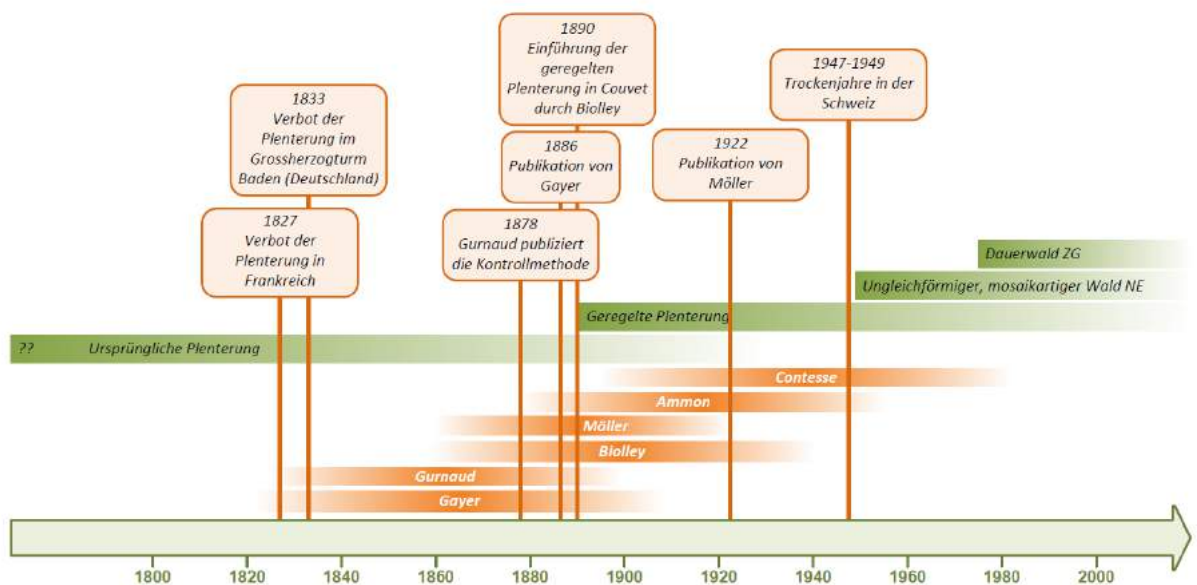 1890
Einführung der
geregelten
Plenterung in Couvet
durch Biolley
1947-1949
Trockenjahre in der
Schweiz
1833
Verbot der
Plenterung im
Grossherzogturm
Baden (Deutschland)
1886
Publikation von
Gayer
1922
Publikation von
Möller
1827
Verbot der
Plenterung in
Frankreich
1878
Gurnaud publiziert
die Kontrollmethode
Dauerwald ZG
Ungleichförmiger, mosaikartiger Wald NE
Geregelte Plenterung
?? Ursprüngliche Plenterung
Contesse
Ammon
Möller
Biolley
Gurnaud
Gayer
1800 1820 1840 1860 1880 1900 1920 1940 1960 1980 2000